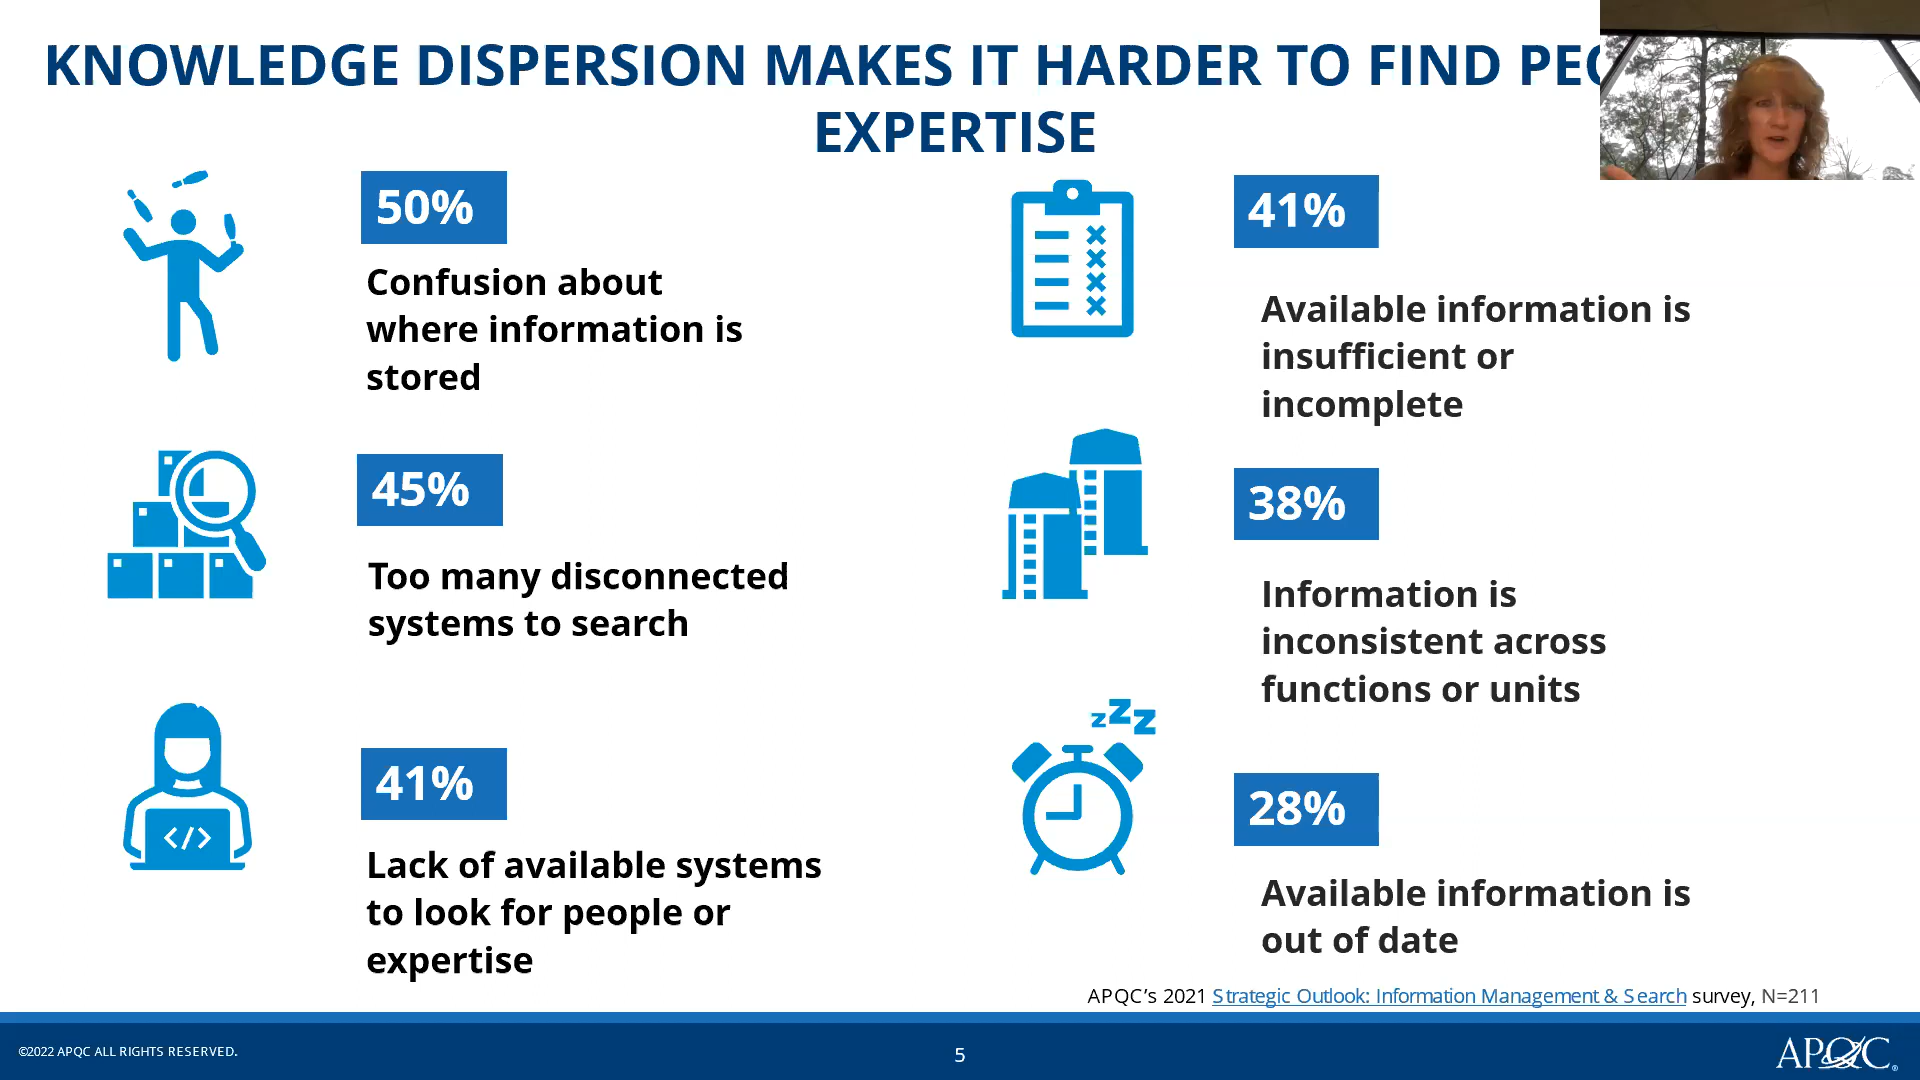 KNOWLEDGE DISPERSION MAKES IT HARDER TO FIND
EXPERTISE
50%
Confusion about
where information is
stored
45%
Too many disconnected
systems to search
</>
41%
Lack of available systems
to look for people or
expertise
41%
Available information is
insufficient or
incomplete
38%
Information is
inconsistent across
functions or units
zzz
28%
Available information is
out of date
APQC’s 2021 Strategic Outlook: Information Management & Search survey, N=211
©2022 APQC ALL RIGHTS RESERVED.
5
APQC®